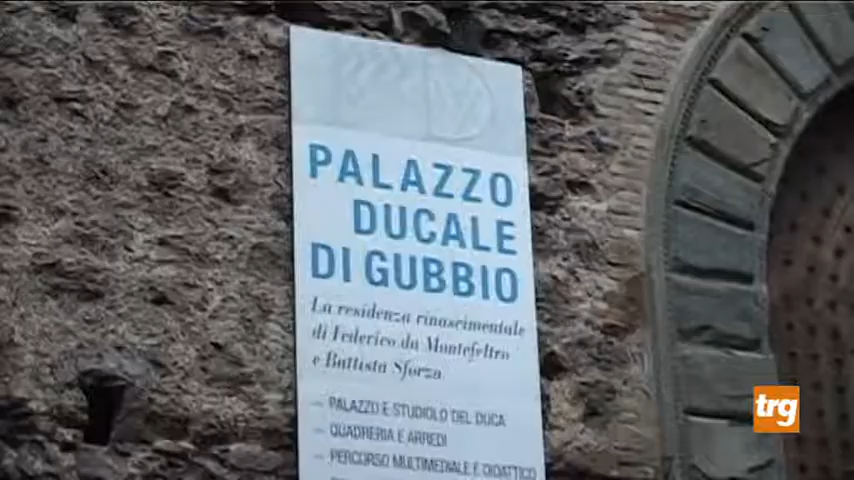 PALAZZO
DUCALE
DI GUBBIO
La residenza rinascimentale
di Federico da Montefeltro
e Battista Sforza
– PALAZZO E STUDIOLO DEL DUCA
– QUADRERIA E ARREDI
– PERCORSO MULTIMEDIALE E DIDATTICO
trg